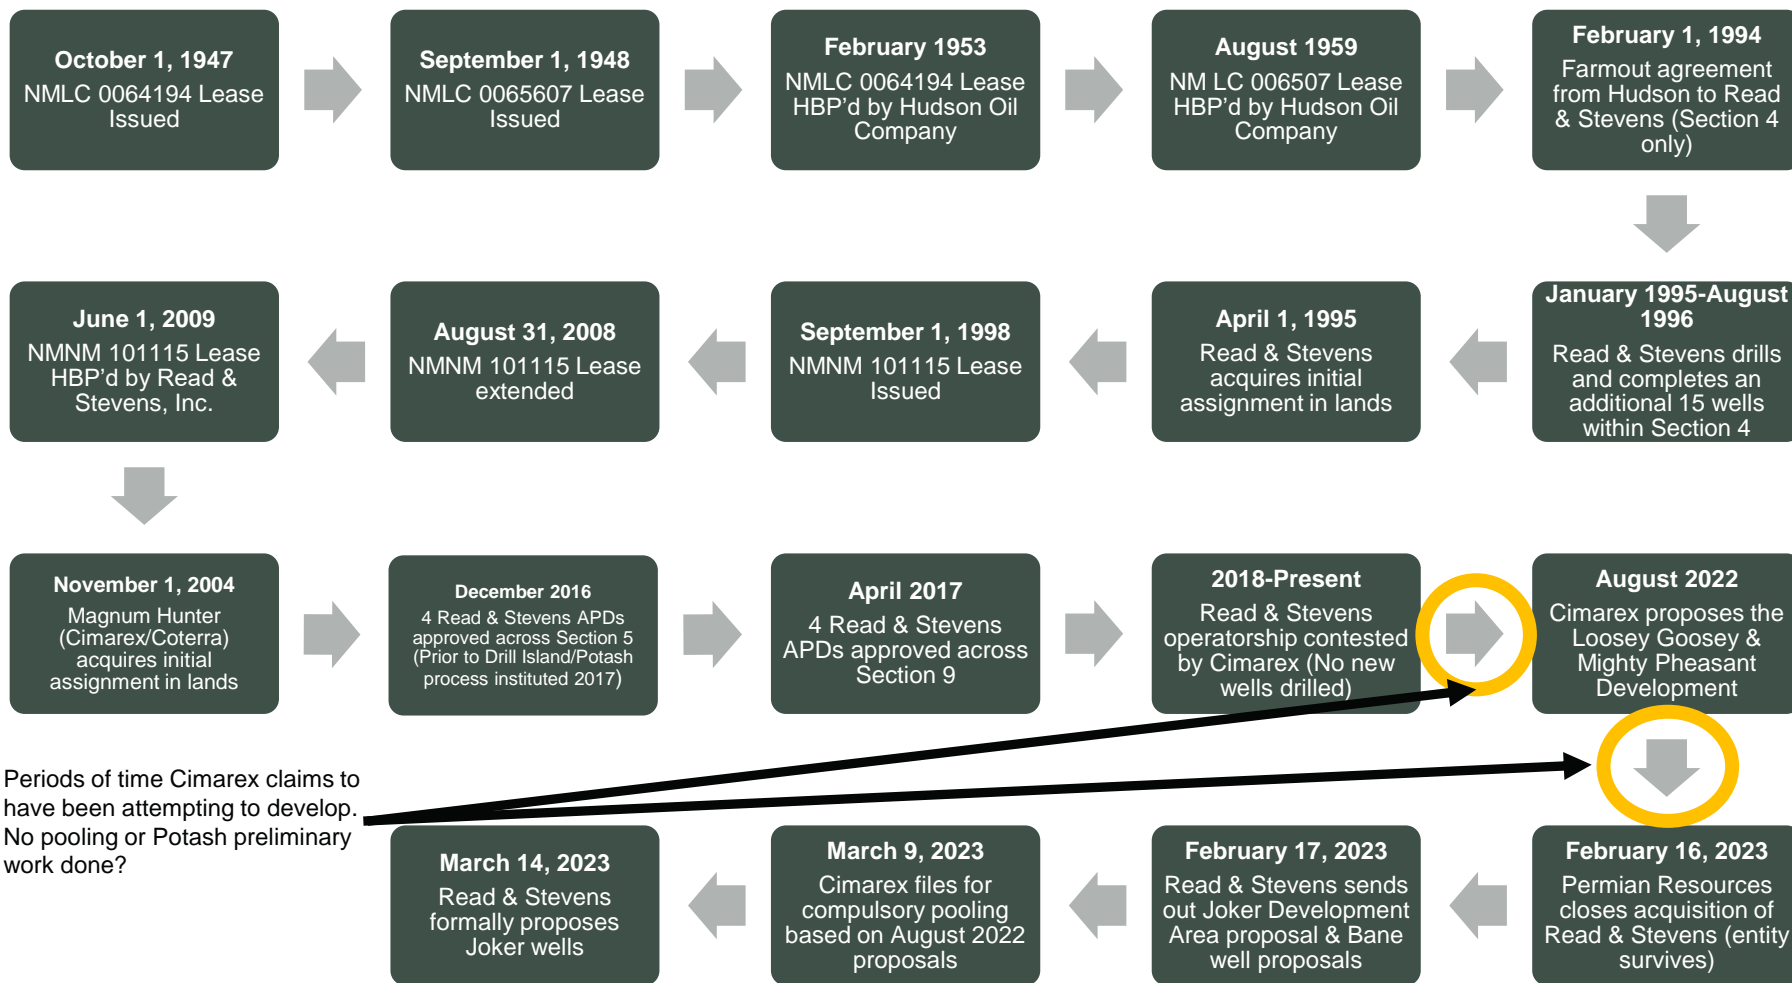 October 1, 1947
NMLC 0064194 Lease
Issued
September 1, 1948
NMLC 0065607 Lease
Issued
February 1953
NMLC 0064194 Lease
HBP'd by Hudson Oil
Company
August 1959
NM LC 006507 Lease
HBP'd by Hudson Oil
Company
February 1, 1994
Farmout agreement
from Hudson to Read
& Stevens (Section 4
only)
January 1995-August
1996
Read & Stevens drills
and completes an
additional 15 wells
within Section 4
April 1, 1995
Read & Stevens
acquires initial
assignment in lands
September 1, 1998
NMNM 101115 Lease
Issued
August 31, 2008
NMNM 101115 Lease
extended
June 1, 2009
NMNM 101115 Lease
HBP'd by Read &
Stevens, Inc.
November 1, 2004
Magnum Hunter
(Cimarex/Coterra)
acquires initial
assignment in lands
December 2016
4 Read & Stevens APDs
approved across Section 5
(Prior to Drill Island/Potash
process instituted 2017)
April 2017
4 Read & Stevens
APDs approved across
Section 9
2018-Present
Read & Stevens
operatorship contested
by Cimarex (No new
wells drilled)
August 2022
Cimarex proposes the
Loosey Goosey &
Mighty Pheasant
Development
Periods of time Cimarex claims to
have been attempting to develop.
No pooling or Potash preliminary
work done?
February 16, 2023
Permian Resources
closes acquisition of
Read & Stevens (entity
survives)
February 17, 2023
Read & Stevens sends
out Joker Development
Area proposal & Bane
well proposals
March 9, 2023
Cimarex files for
compulsory pooling
based on August 2022
proposals
March 14, 2023
Read & Stevens
formally proposes
Joker wells